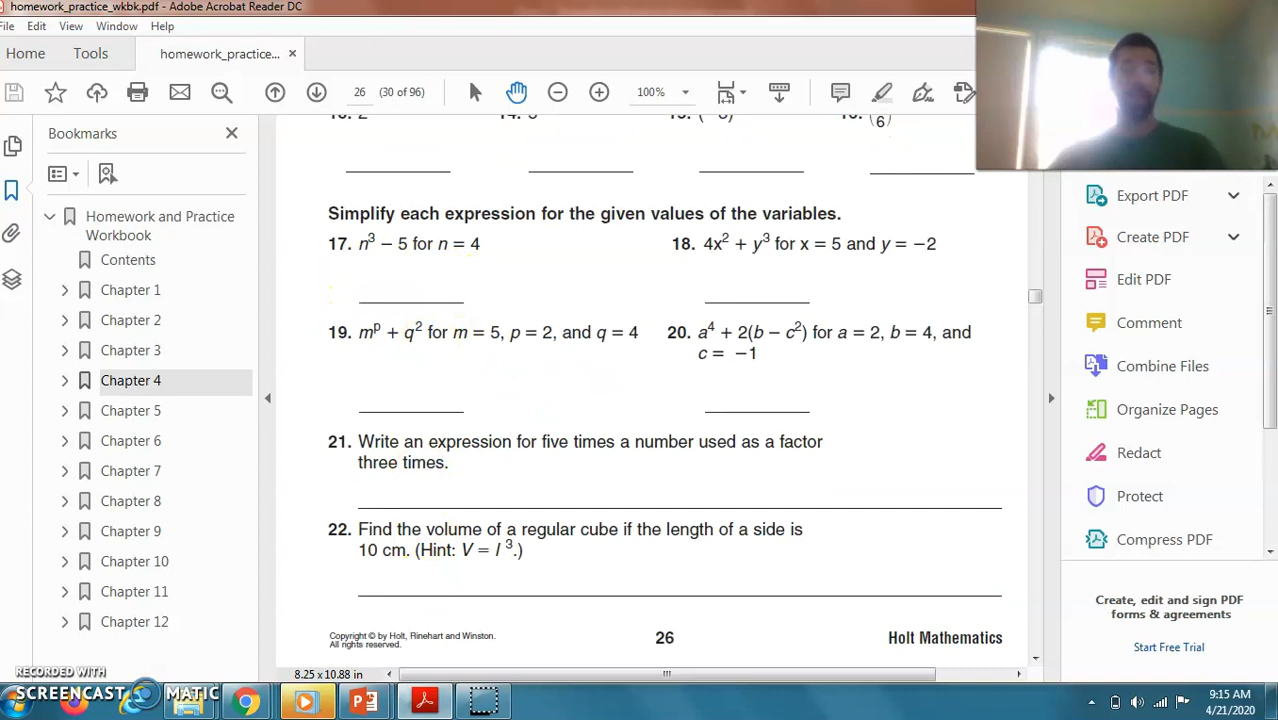 homework_practice_wkbk.pdf - Adobe Acrobat Reader DC
File Edit View Window Help
Home Tools homework_practice... ×
26 (30 of 96) 100%
Bookmarks
Homework and Practice
Workbook
Contents
Chapter 1
Chapter 2
Chapter 3
Chapter 4
Chapter 5
Chapter 6
Chapter 7
Chapter 8
Chapter 9
Chapter 10
Chapter 11
Chapter 12
Simplify each expression for the given values of the variables.
17. n³ − 5 for n = 4
18. 4x² + y³ for x = 5 and y = −2
19. mᵖ + q² for m = 5, p = 2, and q = 4
20. a⁴ + 2(b − c²) for a = 2, b = 4, and
c = −1
21. Write an expression for five times a number used as a factor
three times.
22. Find the volume of a regular cube if the length of a side is
10 cm. (Hint: V = l ³.)
Copyright © by Holt, Rinehart and Winston.
All rights reserved.
26
Holt Mathematics
8.25 x 10.88 in
Export PDF
Create PDF
Edit PDF
Comment
Combine Files
Organize Pages
Redact
Protect
Compress PDF
Create, edit and sign PDF
forms & agreements
Start Free Trial
RECORDED WITH
SCREENCAST MATIC
9:15 AM
4/21/2020